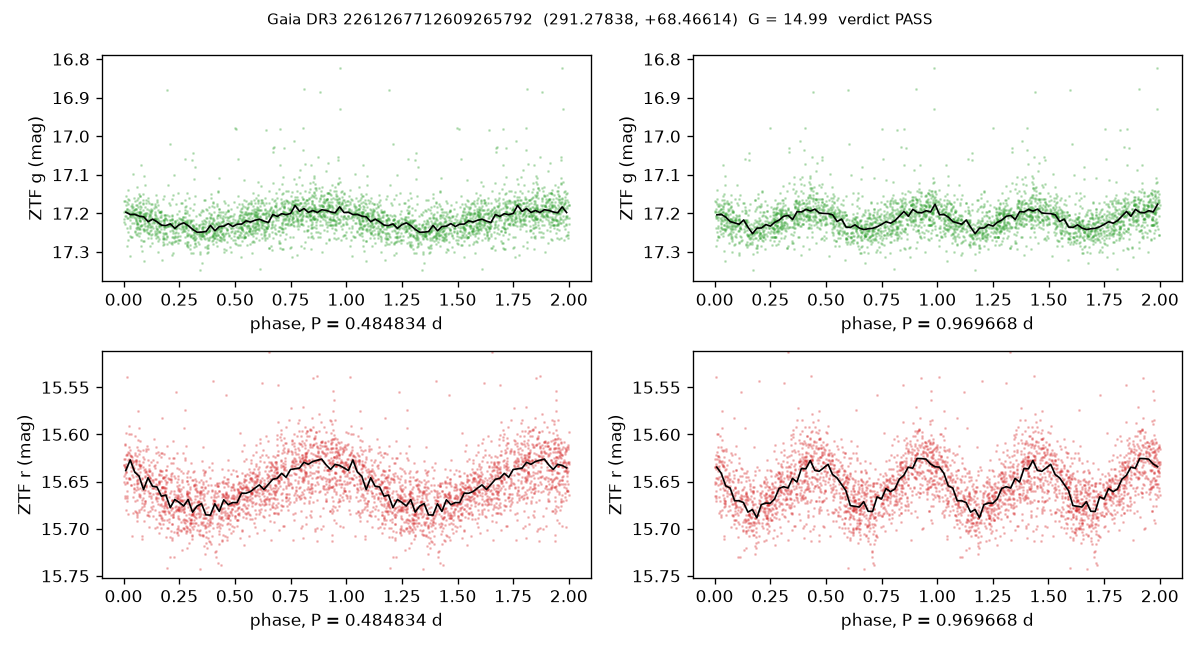 Gaia DR3 2261267712609265792 (291.27838, +68.46614) G = 14.99 verdict PASS
ZTF g (mag)
16.8
16.9
17.0
17.1
17.2
17.3
0.00 0.25 0.50 0.75 1.00 1.25 1.50 1.75 2.00
phase, P = 0.484834 d
ZTF g (mag)
16.8
16.9
17.0
17.1
17.2
17.3
0.00 0.25 0.50 0.75 1.00 1.25 1.50 1.75 2.00
phase, P = 0.969668 d
ZTF r (mag)
15.55
15.60
15.65
15.70
15.75
0.00 0.25 0.50 0.75 1.00 1.25 1.50 1.75 2.00
phase, P = 0.484834 d
ZTF r (mag)
15.55
15.60
15.65
15.70
15.75
0.00 0.25 0.50 0.75 1.00 1.25 1.50 1.75 2.00
phase, P = 0.969668 d